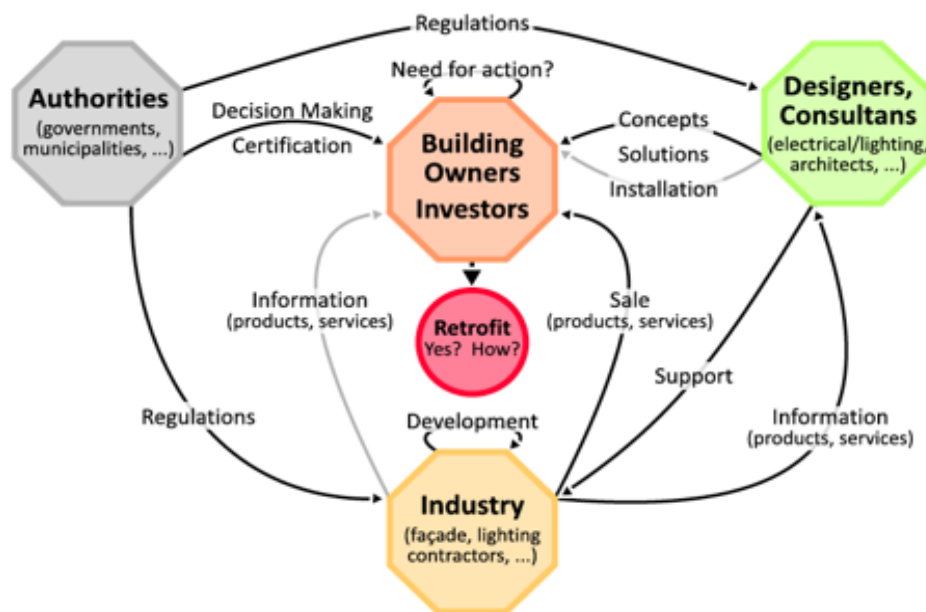 Regulations
Authorities
(governments,
municipalities, ...)
Need for action?
Designers,
Consultans
(electrical/lighting,
architects, ...)
Decision Making
Certification
Building
Owners
Investors
Concepts
Solutions
Installation
Information
(products, services)
Retrofit
Yes? How?
Sale
(products, services)
Support
Regulations
Development
Information
(products, services)
Industry
(façade, lighting
contractors, ...)